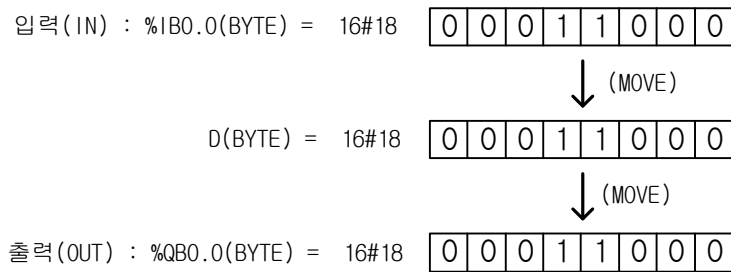 입력(IN) : %IB0.0(BYTE) = 16#18 0 0 0 1 1 0 0 0
(MOVE)
D(BYTE) = 16#18 0 0 0 1 1 0 0 0
(MOVE)
출력(OUT) : %QB0.0(BYTE) = 16#18 0 0 0 1 1 0 0 0